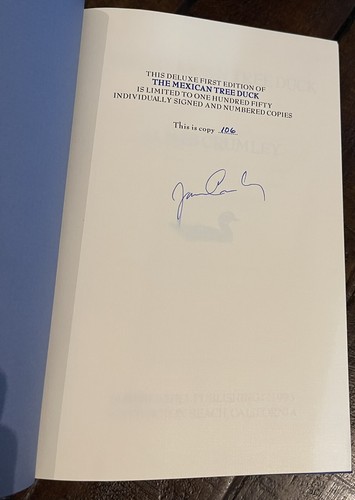 THIS DELUXE FIRST EDITION OF
THE MEXICAN TREE DUCK
IS LIMITED TO ONE HUNDRED FIFTY
INDIVIDUALLY SIGNED AND NUMBERED COPIES
This is copy 106